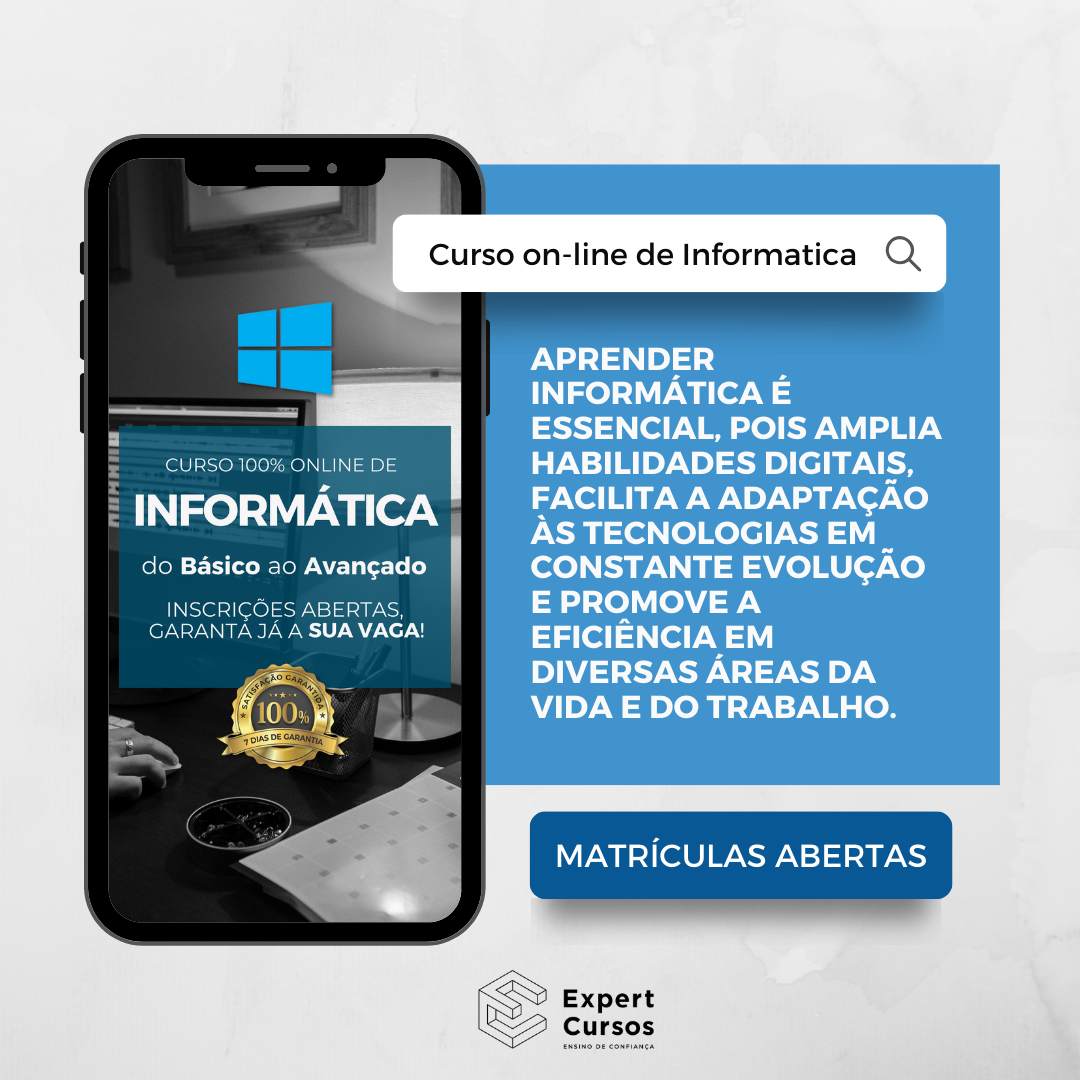 Curso on-line de Informatica
CURSO 100% ONLINE DE
INFORMÁTICA
do Básico ao Avançado
INSCRIÇÕES ABERTAS,
GARANTA JÁ A SUA VAGA!
SATISFAÇÃO GARANTIDA
100%
7 DIAS DE GARANTIA
APRENDER
INFORMÁTICA É
ESSENCIAL, POIS AMPLIA
HABILIDADES DIGITAIS,
FACILITA A ADAPTAÇÃO
ÀS TECNOLOGIAS EM
CONSTANTE EVOLUÇÃO
E PROMOVE A
EFICIÊNCIA EM
DIVERSAS ÁREAS DA
VIDA E DO TRABALHO.
MATRÍCULAS ABERTAS
Expert
Cursos
ENSINO DE CONFIANÇA